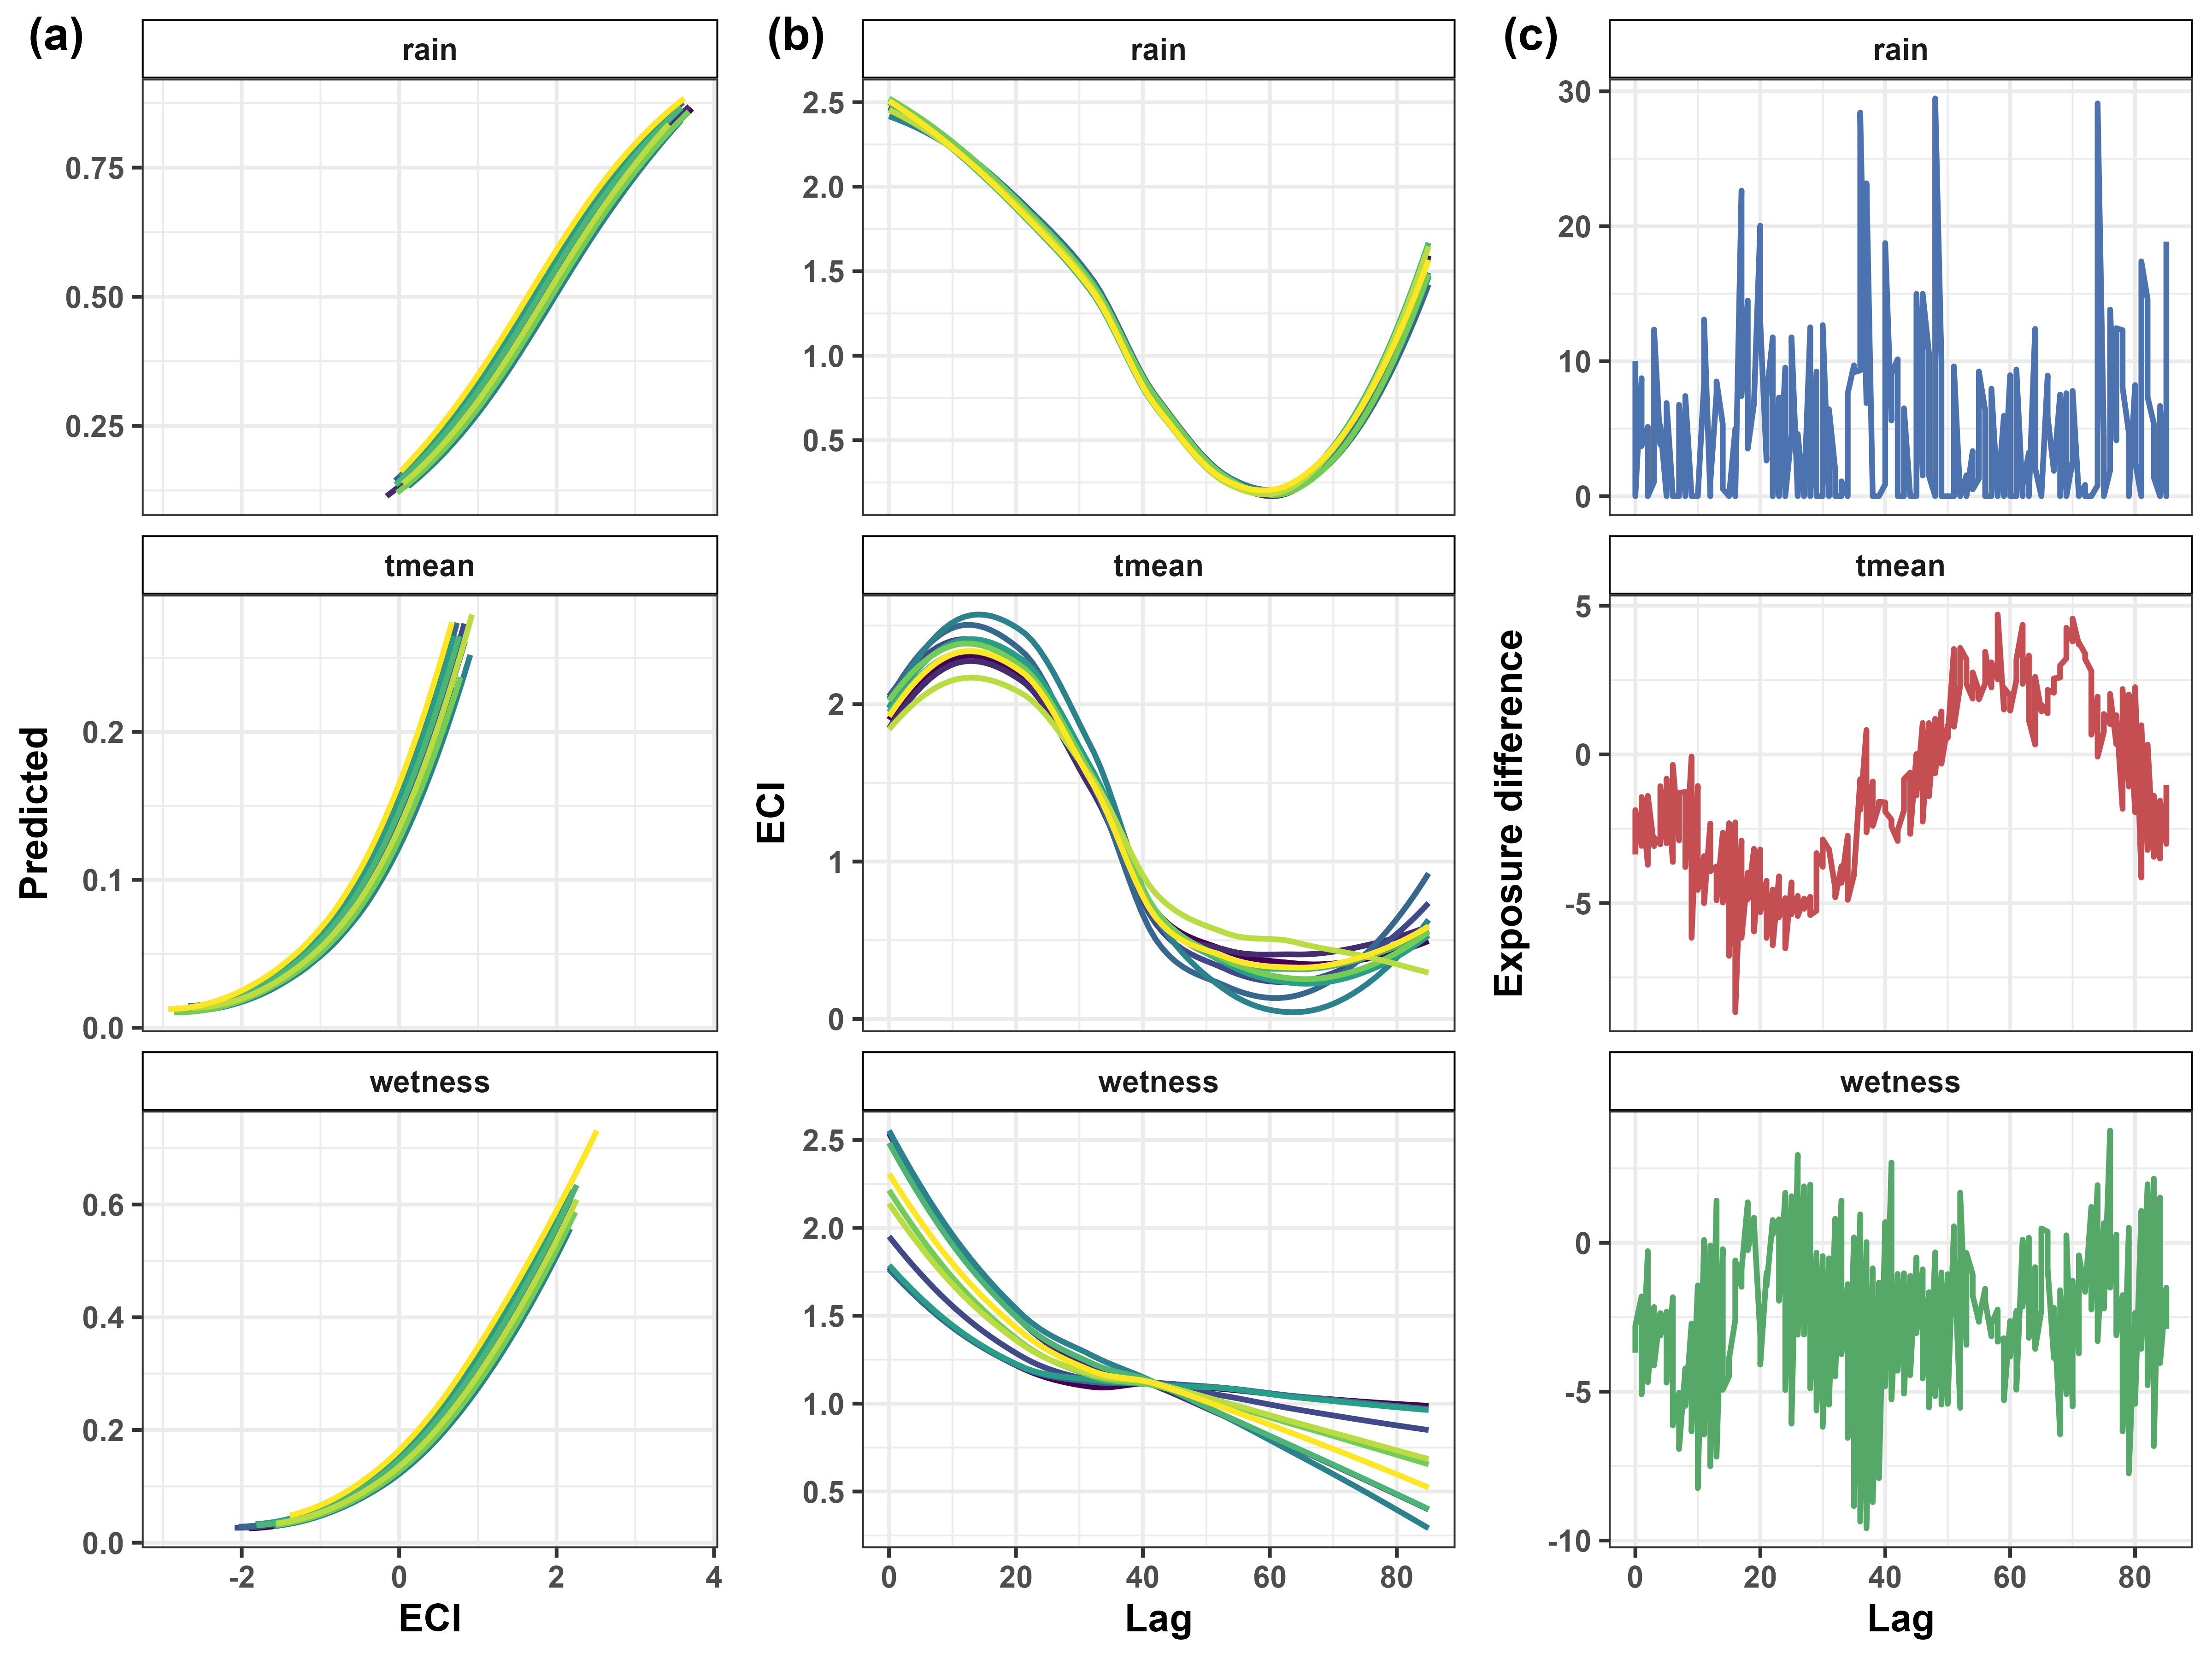 (a)
rain
0.75
0.50
0.25
tmean
0.2
0.1
0.0
wetness
0.6
0.4
0.2
0.0
-2 0 2 4
ECI
Predicted
(b)
rain
2.5
2.0
1.5
1.0
0.5
tmean
2
1
0
wetness
2.5
2.0
1.5
1.0
0.5
0 20 40 60 80
Lag
ECI
(c)
rain
30
20
10
0
tmean
5
0
-5
wetness
0
-5
-10
0 20 40 60 80
Lag
Exposure difference